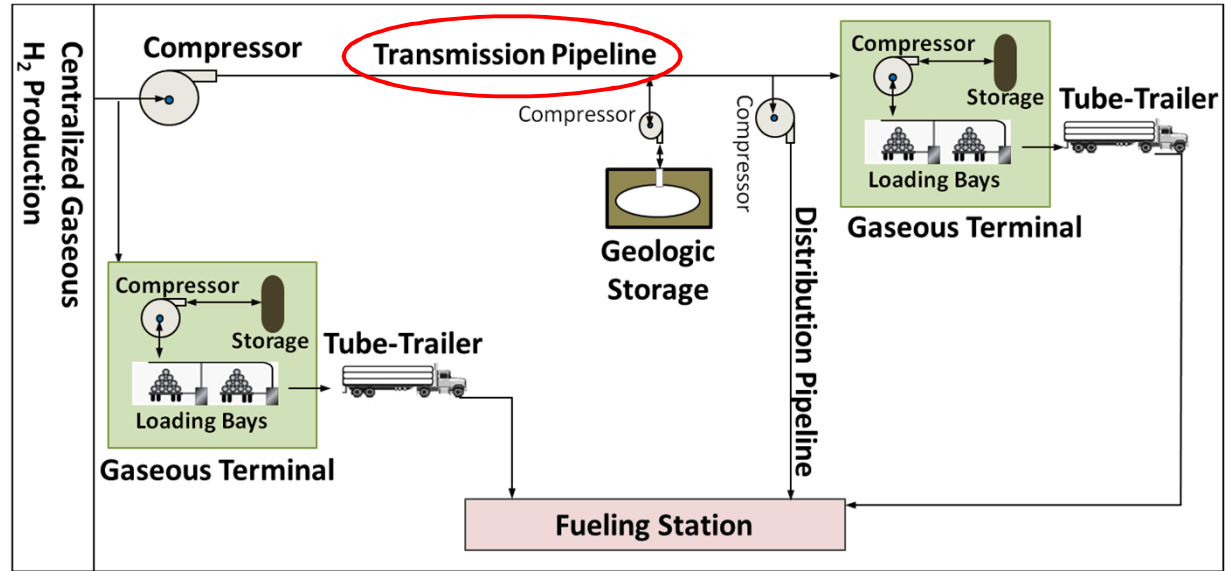 Centralized Gaseous
H2 Production
Compressor
Transmission Pipeline
Compressor
Compressor
Geologic
Storage
Distribution Pipeline
Compressor
Storage
Loading Bays
Gaseous Terminal
Tube-Trailer
Compressor
Storage
Loading Bays
Gaseous Terminal
Tube-Trailer
Fueling Station